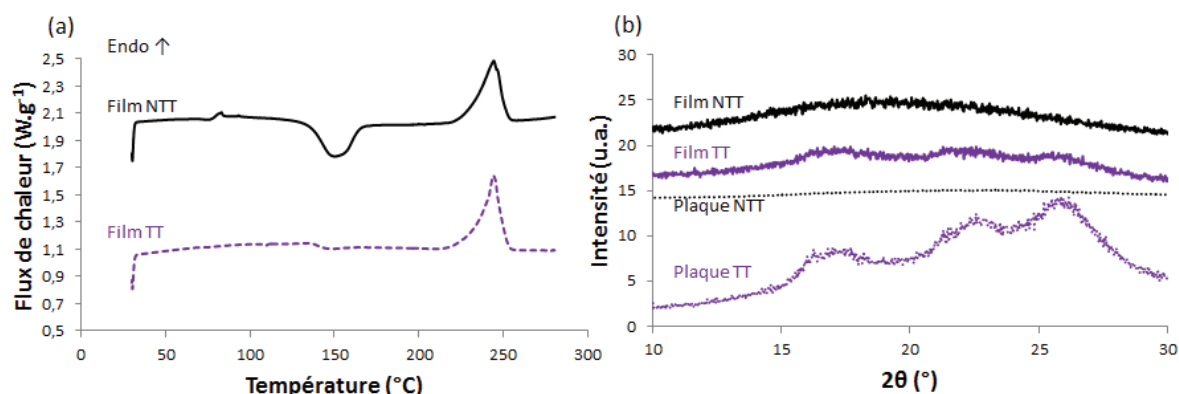 (a)
Endo ↑
Flux de chaleur (W.g⁻¹)
2,5
2,3
2,1
1,9
1,7
1,5
1,3
1,1
0,9
0,7
0,5
Film NTT
Film TT
0
50
100
150
200
250
300
Température (°C)
(b)
Intensité (u.a.)
30
25
20
15
10
5
0
Film NTT
Film TT
Plaque NTT
Plaque TT
10
15
20
25
30
2θ (°)